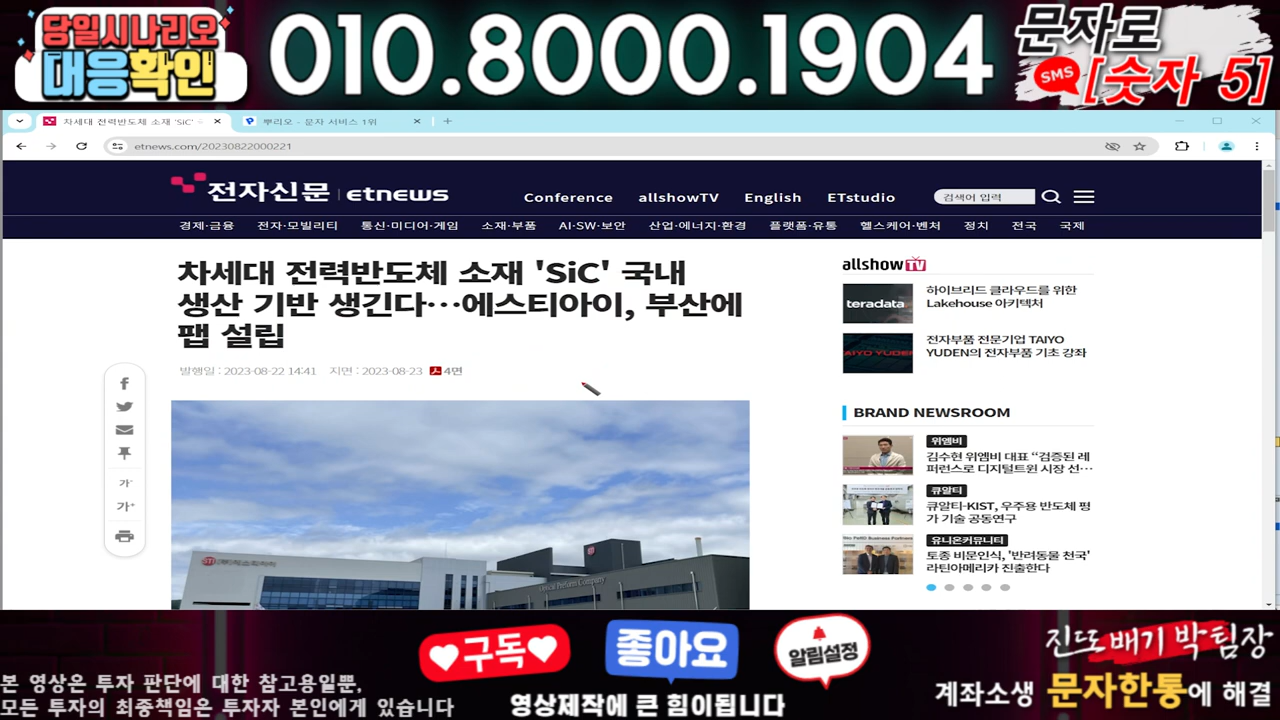 당일시나리오
대응확인
010.8000.1904
문자로
SMS
[숫자 5]
차세대 전력반도체 소재 'SiC'
뿌리오 - 문자 서비스 1위
etnews.com/20230822000221
전자신문 etnews
Conference allshowTV English ETstudio
검색어 입력
경제·금융 전자·모빌리티 통신·미디어·게임 소재·부품 AI·SW·보안 산업·에너지·환경 플랫폼·유통 헬스케어·벤처 정치 전국 국제
차세대 전력반도체 소재 'SiC' 국내
생산 기반 생긴다…에스티아이, 부산에
팹 설립
발행일 : 2023-08-22 14:41 지면 : 2023-08-23 4면
가-
가+
allshowTV
teradata
하이브리드 클라우드를 위한
Lakehouse 아키텍처
TAIYO YUDEN
전자부품 전문기업 TAIYO
YUDEN의 전자부품 기초 강좌
BRAND NEWSROOM
위엠비
김수현 위엠비 대표 “검증된 레
퍼런스로 디지털트윈 시장 선…
큐알티
큐알티-KIST, 우주용 반도체 평
가 기술 공동연구
유니온커뮤니티
토종 비문인식, '반려동물 천국'
라틴아메리카 진출한다
구독
좋아요
알림설정
영상제작에 큰 힘이됩니다
본 영상은 투자 판단에 대한 참고용일뿐,
모든 투자의 최종책임은 투자자 본인에게 있습니다
진또배기 박팀장
계좌소생 문자한통에 해결